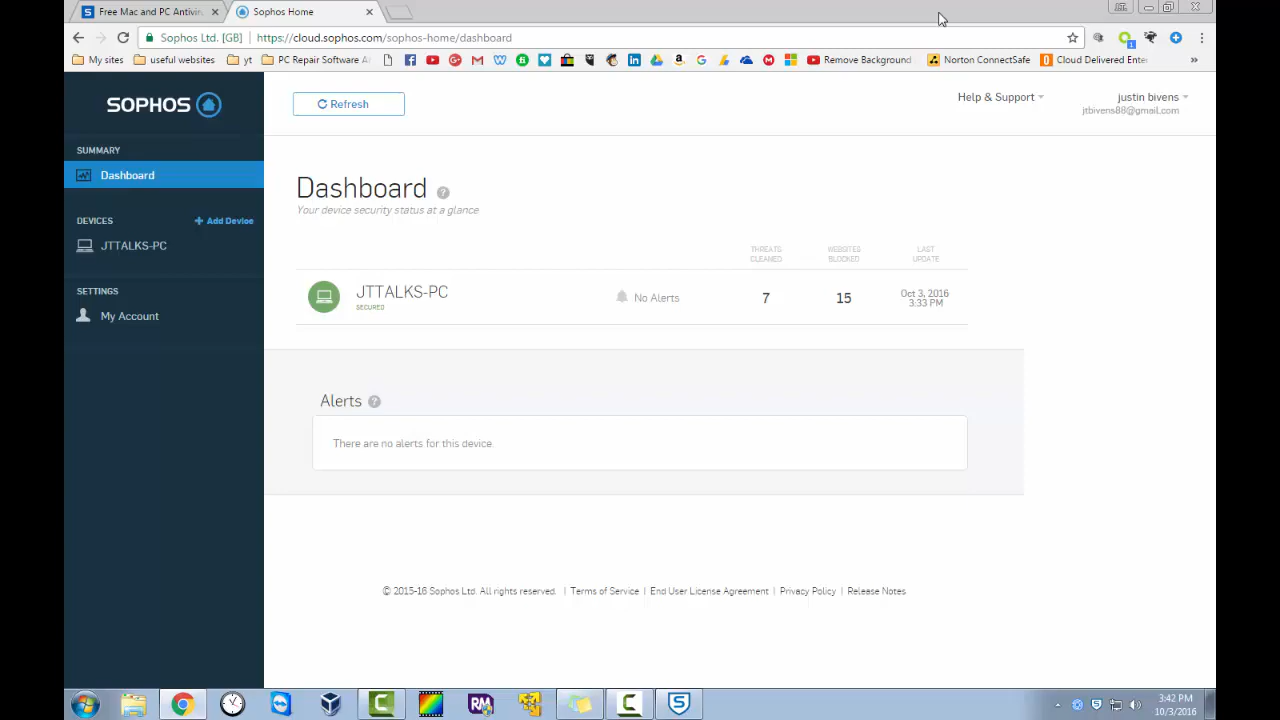 Free Mac and PC Antiviru
Sophos Home
Sophos Ltd. [GB]
https://cloud.sophos.com/sophos-home/dashboard
My sites
useful websites
yt
PC Repair Software A
Remove Background
Norton ConnectSafe
Cloud Delivered Ente
SOPHOS
Refresh
Help & Support
justin bivens
jtbivens88@gmail.com
SUMMARY
Dashboard
DEVICES
+ Add Device
JTTALKS-PC
SETTINGS
My Account
Dashboard
Your device security status at a glance
THREATS CLEANED
WEBSITES BLOCKED
LAST UPDATE
JTTALKS-PC
SECURED
No Alerts
7
15
Oct 3, 2016
3:33 PM
Alerts
There are no alerts for this device.
© 2015-16 Sophos Ltd. All rights reserved. | Terms of Service | End User License Agreement | Privacy Policy | Release Notes
3:42 PM
10/3/2016